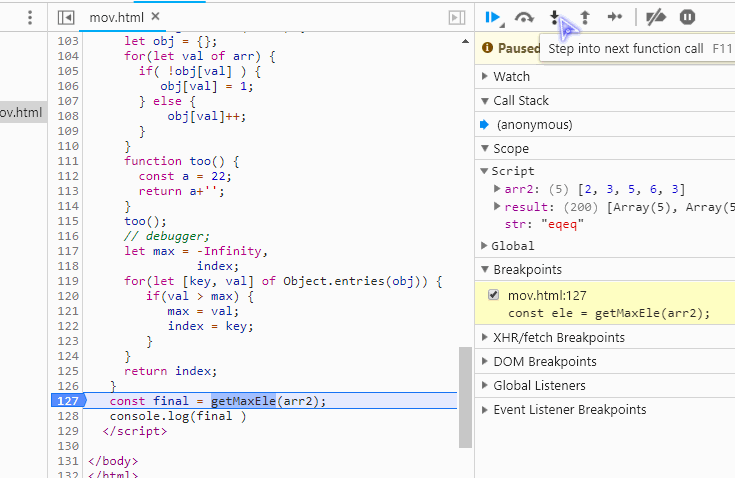 mov.html
Paused
Step into next function call F11
ov.html
103 let obj = {};
104 for(let val of arr) {
105 if( !obj[val] ) {
106 obj[val] = 1;
107 } else {
108 obj[val]++;
109 }
110 }
111 function too() {
112 const a = 22;
113 return a+'';
114 }
115 too();
116 // debugger;
117 let max = -Infinity,
118 index;
119 for(let [key, val] of Object.entries(obj)) {
120 if(val > max) {
121 max = val;
122 index = key;
123 }
124 }
125 return index;
126 }
127 const final = getMaxEle(arr2);
128 console.log(final )
129 </script>
130
131 </body>
132 </html>
Watch
Call Stack
(anonymous)
Scope
Script
arr2: (5) [2, 3, 5, 6, 3]
result: (200) [Array(5), Array(5
str: "eqeq"
Global
Breakpoints
mov.html:127
const ele = getMaxEle(arr2);
XHR/fetch Breakpoints
DOM Breakpoints
Global Listeners
Event Listener Breakpoints